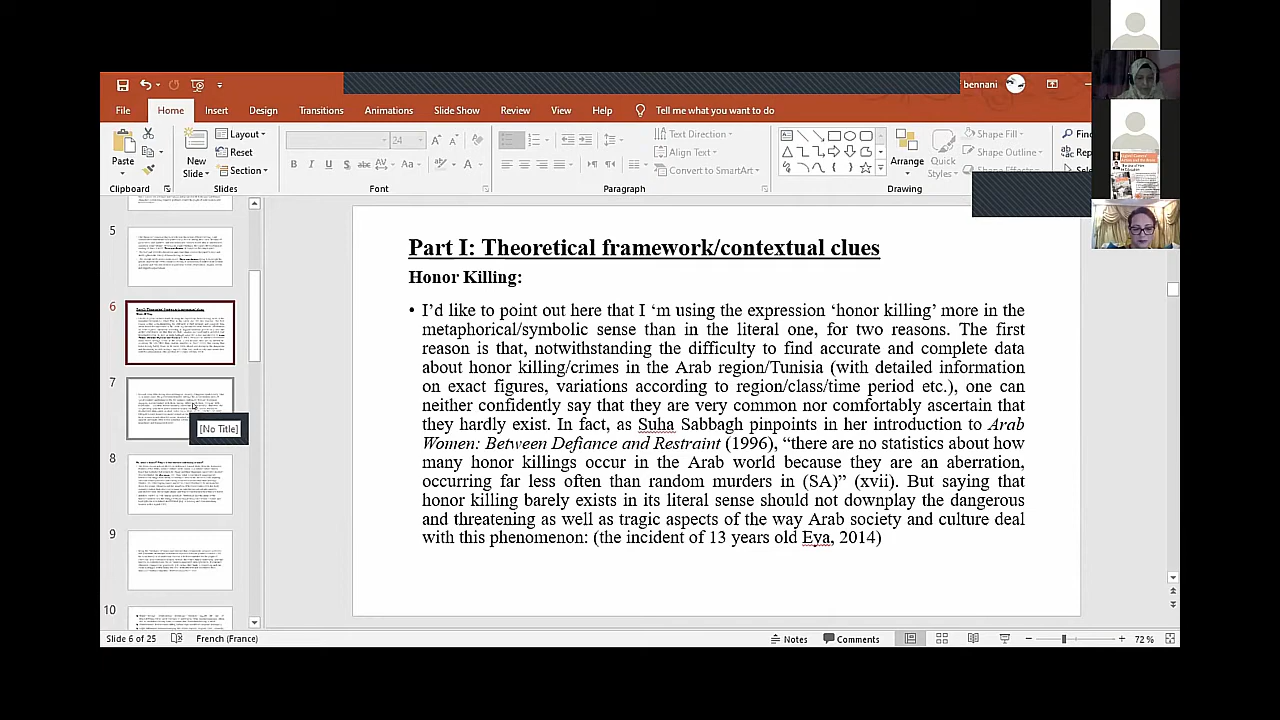 bennani
File Home Insert Design Transitions Animations Slide Show Review View Help Tell me what you want to do
Paste
New
Slide
Layout
Reset
Section
24
Text Direction
Align Text
Convert to SmartArt
Arrange
Quick
Styles
Shape Fill
Shape Outline
Shape Effects
Clipboard Slides Font Paragraph Drawing
5
6
7
[No Title]
8
9
10
Part I: Theoretical framework/contextual clues
Honor Killing:
• I’d like to point out here that I’m using the expression ‘honor killing’ more in the
metaphorical/symbolic sense than in the literal one, for two reasons. The first
reason is that, notwithstanding the difficulty to find accurate and complete data
about honor killing/crimes in the Arab region/Tunisia (with detailed information
on exact figures, variations according to region/class/time period etc.), one can
neither confidently say that they are very common nor ostensibly ascertain that
they hardly exist. In fact, as Suha Sabbagh pinpoints in her introduction to Arab
Women: Between Defiance and Restraint (1996), “there are no statistics about how
many honor killings occur in the Arab world because they are an aberration,
occurring far less often than random murders in (SA)” (xvii). But saying that
honor killing barely exists in its literal sense should not downplay the dangerous
and threatening as well as tragic aspects of the way Arab society and culture deal
with this phenomenon: (the incident of 13 years old Eya, 2014)
Slide 6 of 25 French (France) Notes Comments 72 %